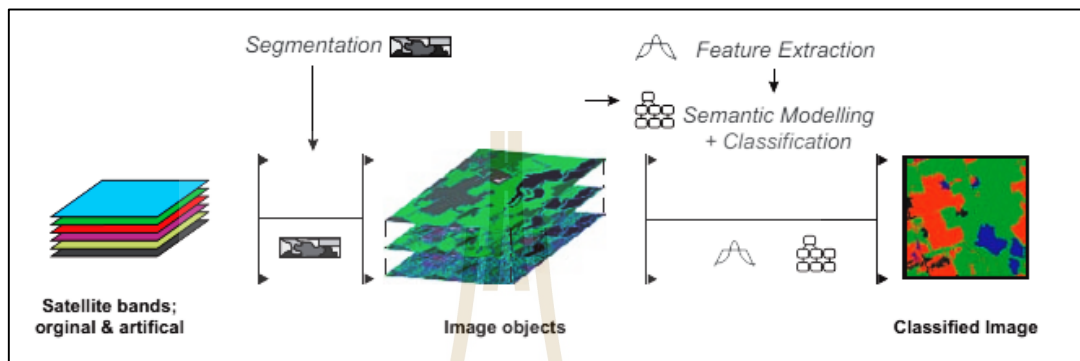 Segmentation
Feature Extraction
Semantic Modelling
+ Classification
Satellite bands;
orginal & artifical
Image objects
Classified Image